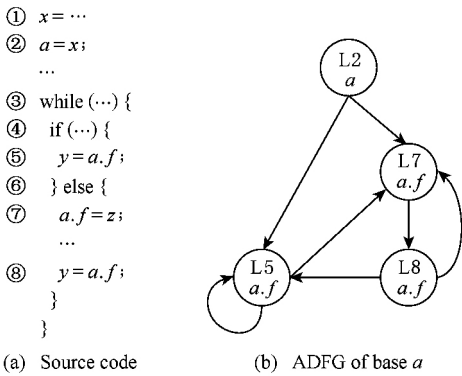 ① x=⋯
② a=x;
⋯
③ while (⋯) {
④ if (⋯) {
⑤ y=a.f;
⑥ } else {
⑦ a.f=z;
⋯
⑧ y=a.f;
}
}
(a) Source code
L2
a
L7
a.f
L5
a.f
L8
a.f
(b) ADFG of base a